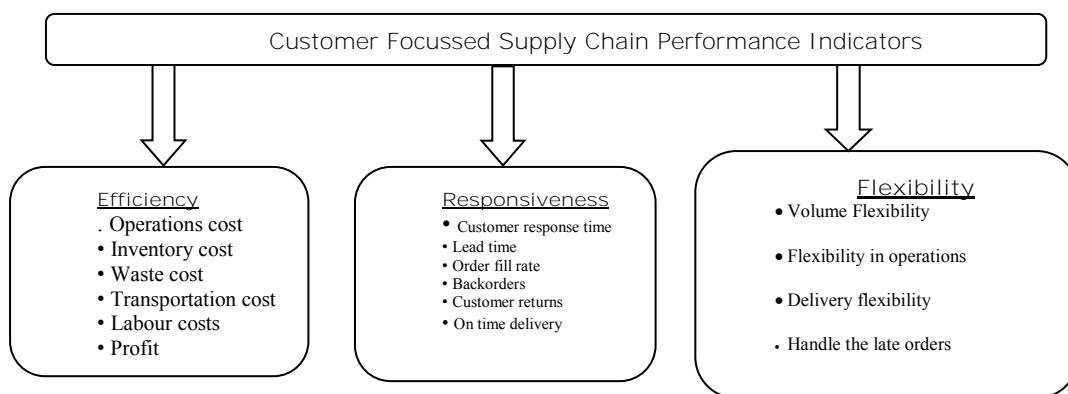 Customer Focussed Supply Chain Performance Indicators
Efficiency
. Operations cost
• Inventory cost
• Waste cost
• Transportation cost
• Labour costs
• Profit
Responsiveness
• Customer response time
• Lead time
• Order fill rate
• Backorders
• Customer returns
• On time delivery
Flexibility
• Volume Flexibility
• Flexibility in operations
• Delivery flexibility
• Handle the late orders